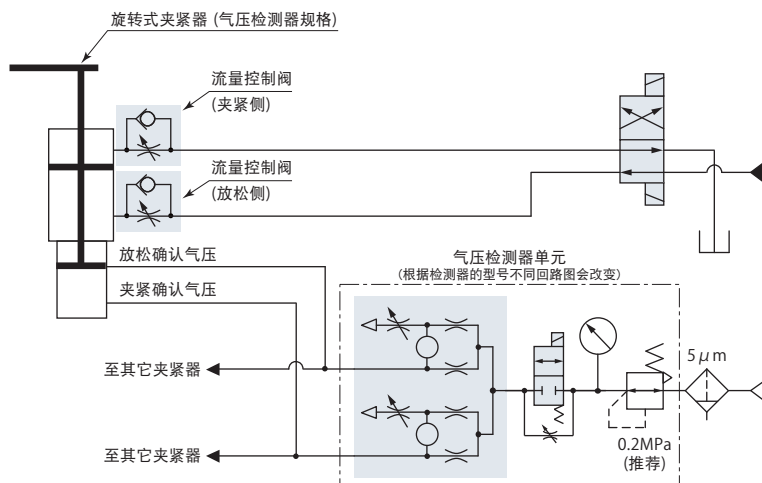 旋转式夹紧器 (气压检测器规格)
流量控制阀
(夹紧侧)
流量控制阀
(放松侧)
放松确认气压
夹紧确认气压
气压检测器单元
(根据检测器的型号不同回路图会改变)
至其它夹紧器
至其它夹紧器
5μm
0.2MPa
(推荐)